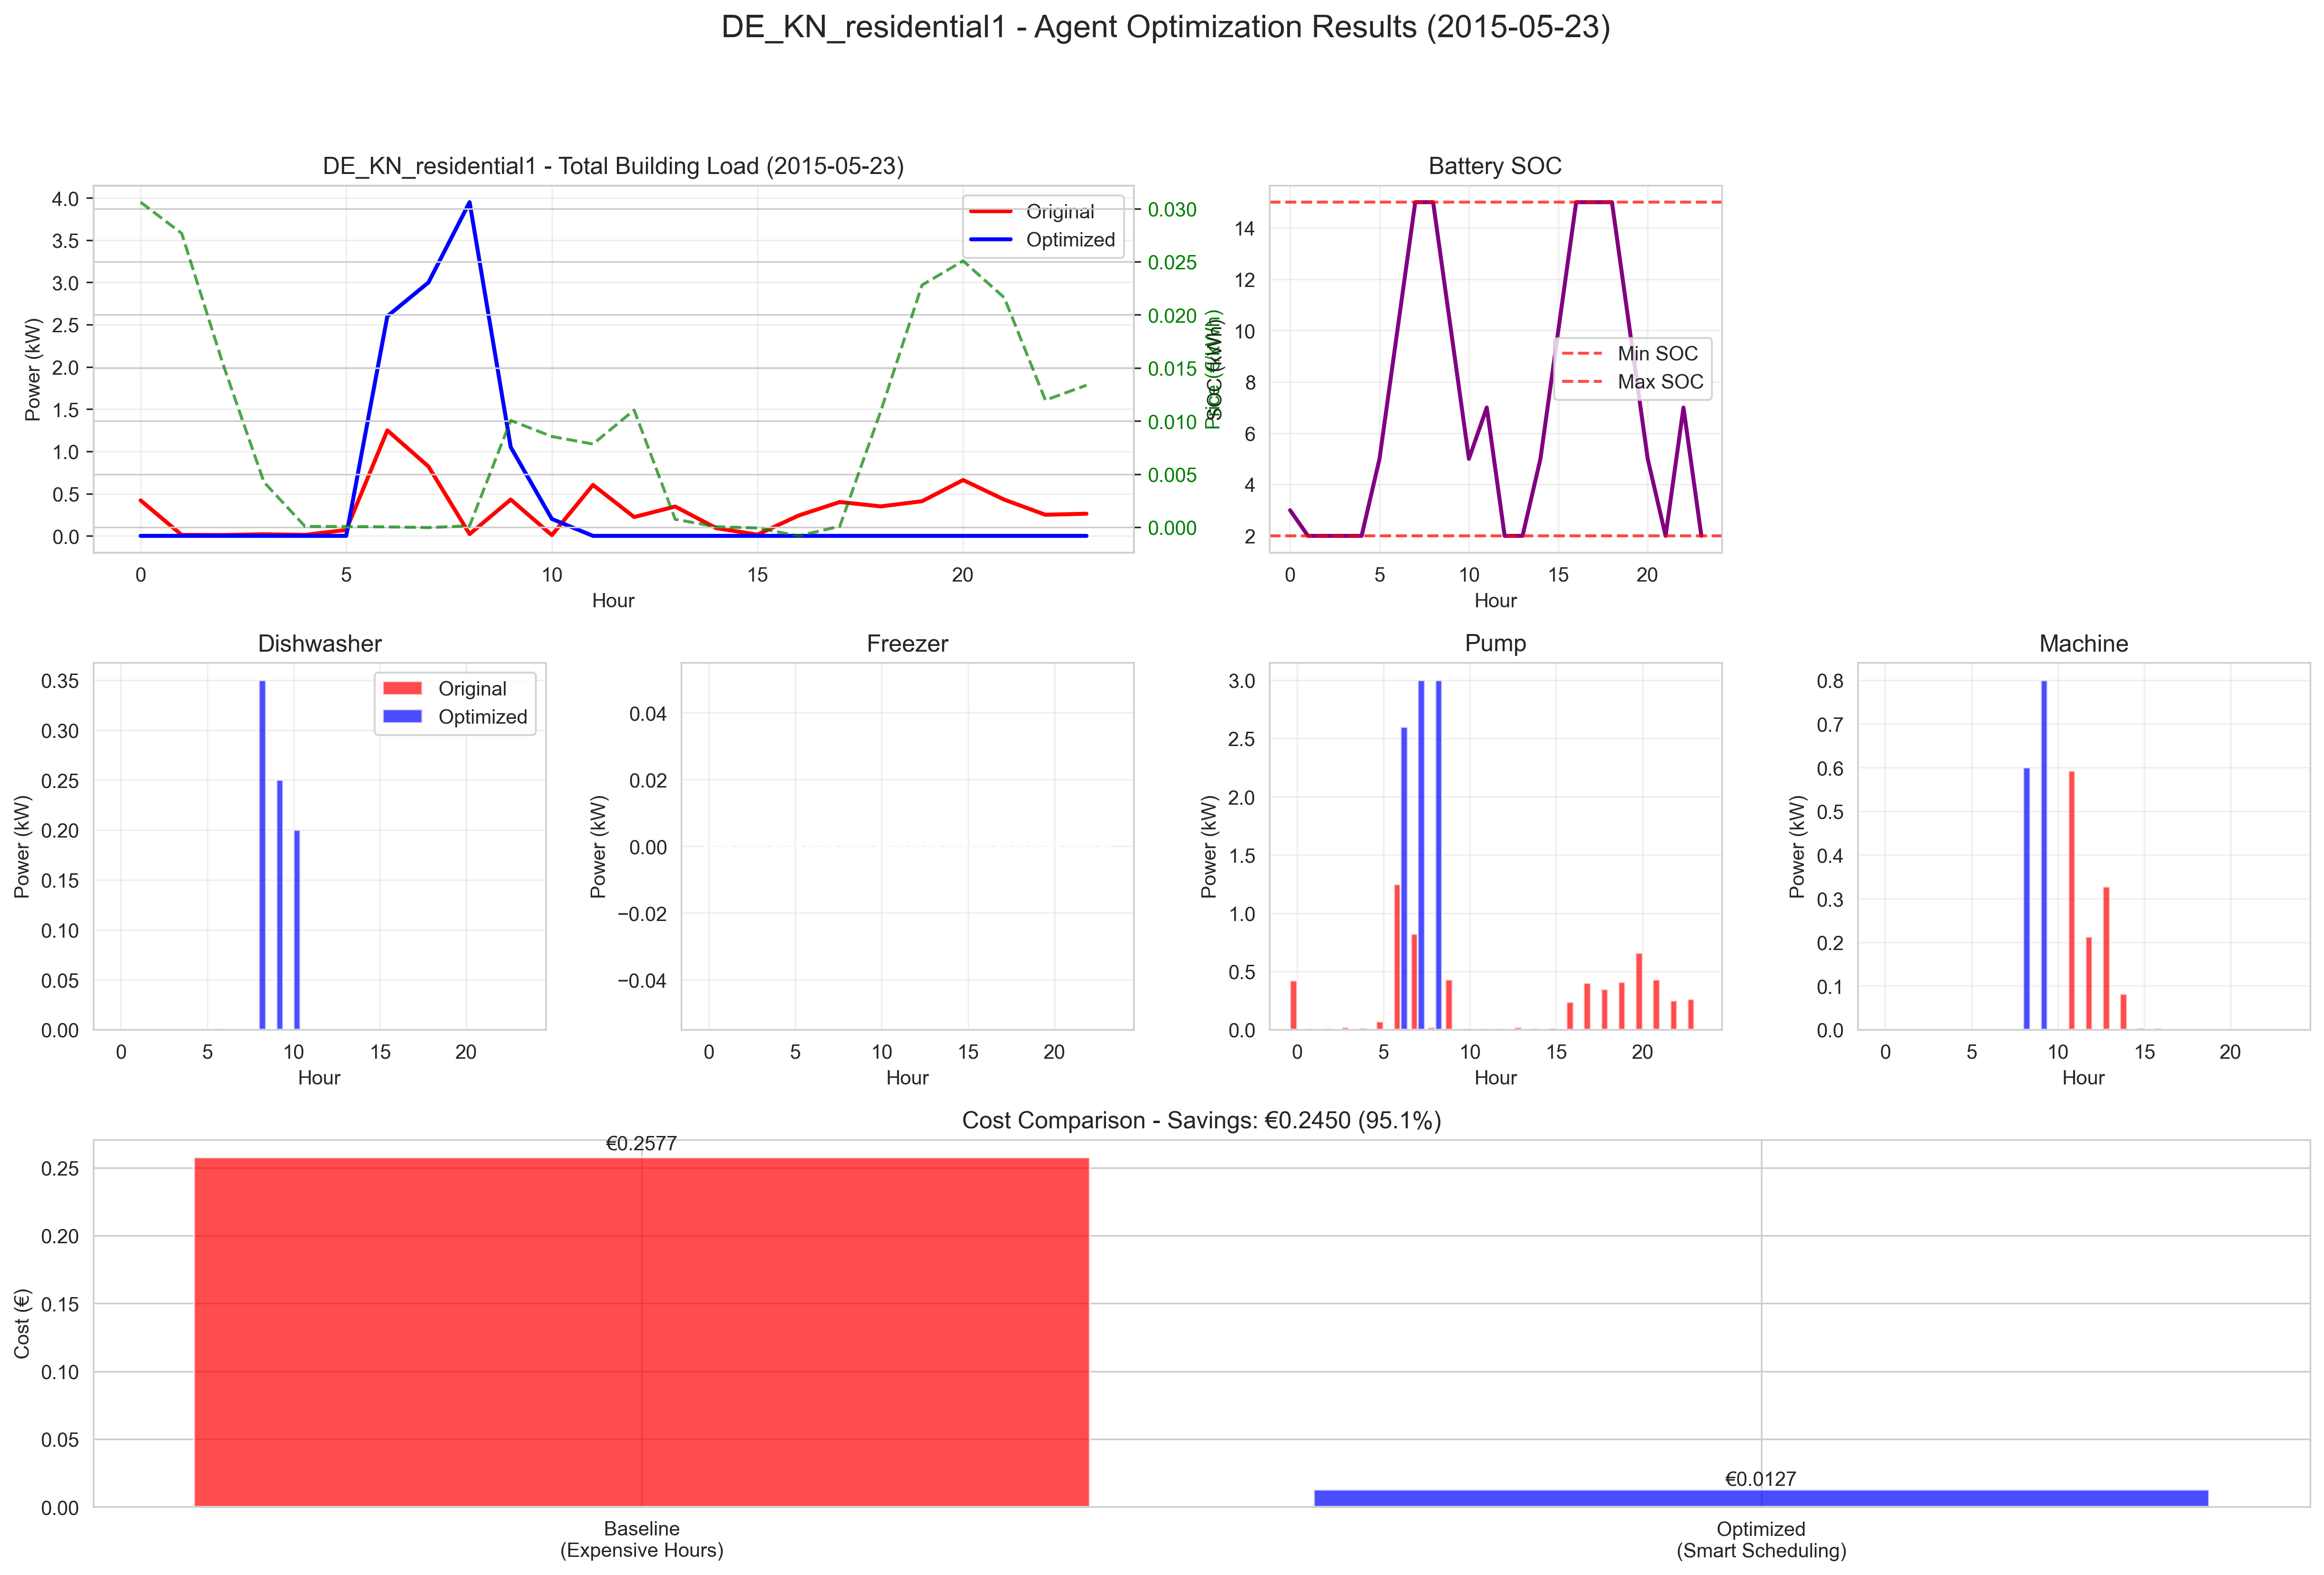 DE_KN_residential1 - Agent Optimization Results (2015-05-23)
DE_KN_residential1 - Total Building Load (2015-05-23)
Power (kW)
4.0
3.5
3.0
2.5
2.0
1.5
1.0
0.5
0.0
Original
Optimized
0.030
0.025
0.020
0.015
0.010
0.005
0.000
Price (€/kWh)
0 5 10 15 20
Hour
Battery SOC
SOC (kWh)
14
12
10
8
6
4
2
Min SOC
Max SOC
0 5 10 15 20
Hour
Dishwasher
Power (kW)
0.35
0.30
0.25
0.20
0.15
0.10
0.05
0.00
Original
Optimized
0 5 10 15 20
Hour
Freezer
Power (kW)
0.04
0.02
0.00
−0.02
−0.04
0 5 10 15 20
Hour
Pump
Power (kW)
3.0
2.5
2.0
1.5
1.0
0.5
0.0
0 5 10 15 20
Hour
Machine
Power (kW)
0.8
0.7
0.6
0.5
0.4
0.3
0.2
0.1
0.0
0 5 10 15 20
Hour
Cost Comparison - Savings: €0.2450 (95.1%)
Cost (€)
0.25
0.20
0.15
0.10
0.05
0.00
€0.2577
€0.0127
Baseline
(Expensive Hours)
Optimized
(Smart Scheduling)